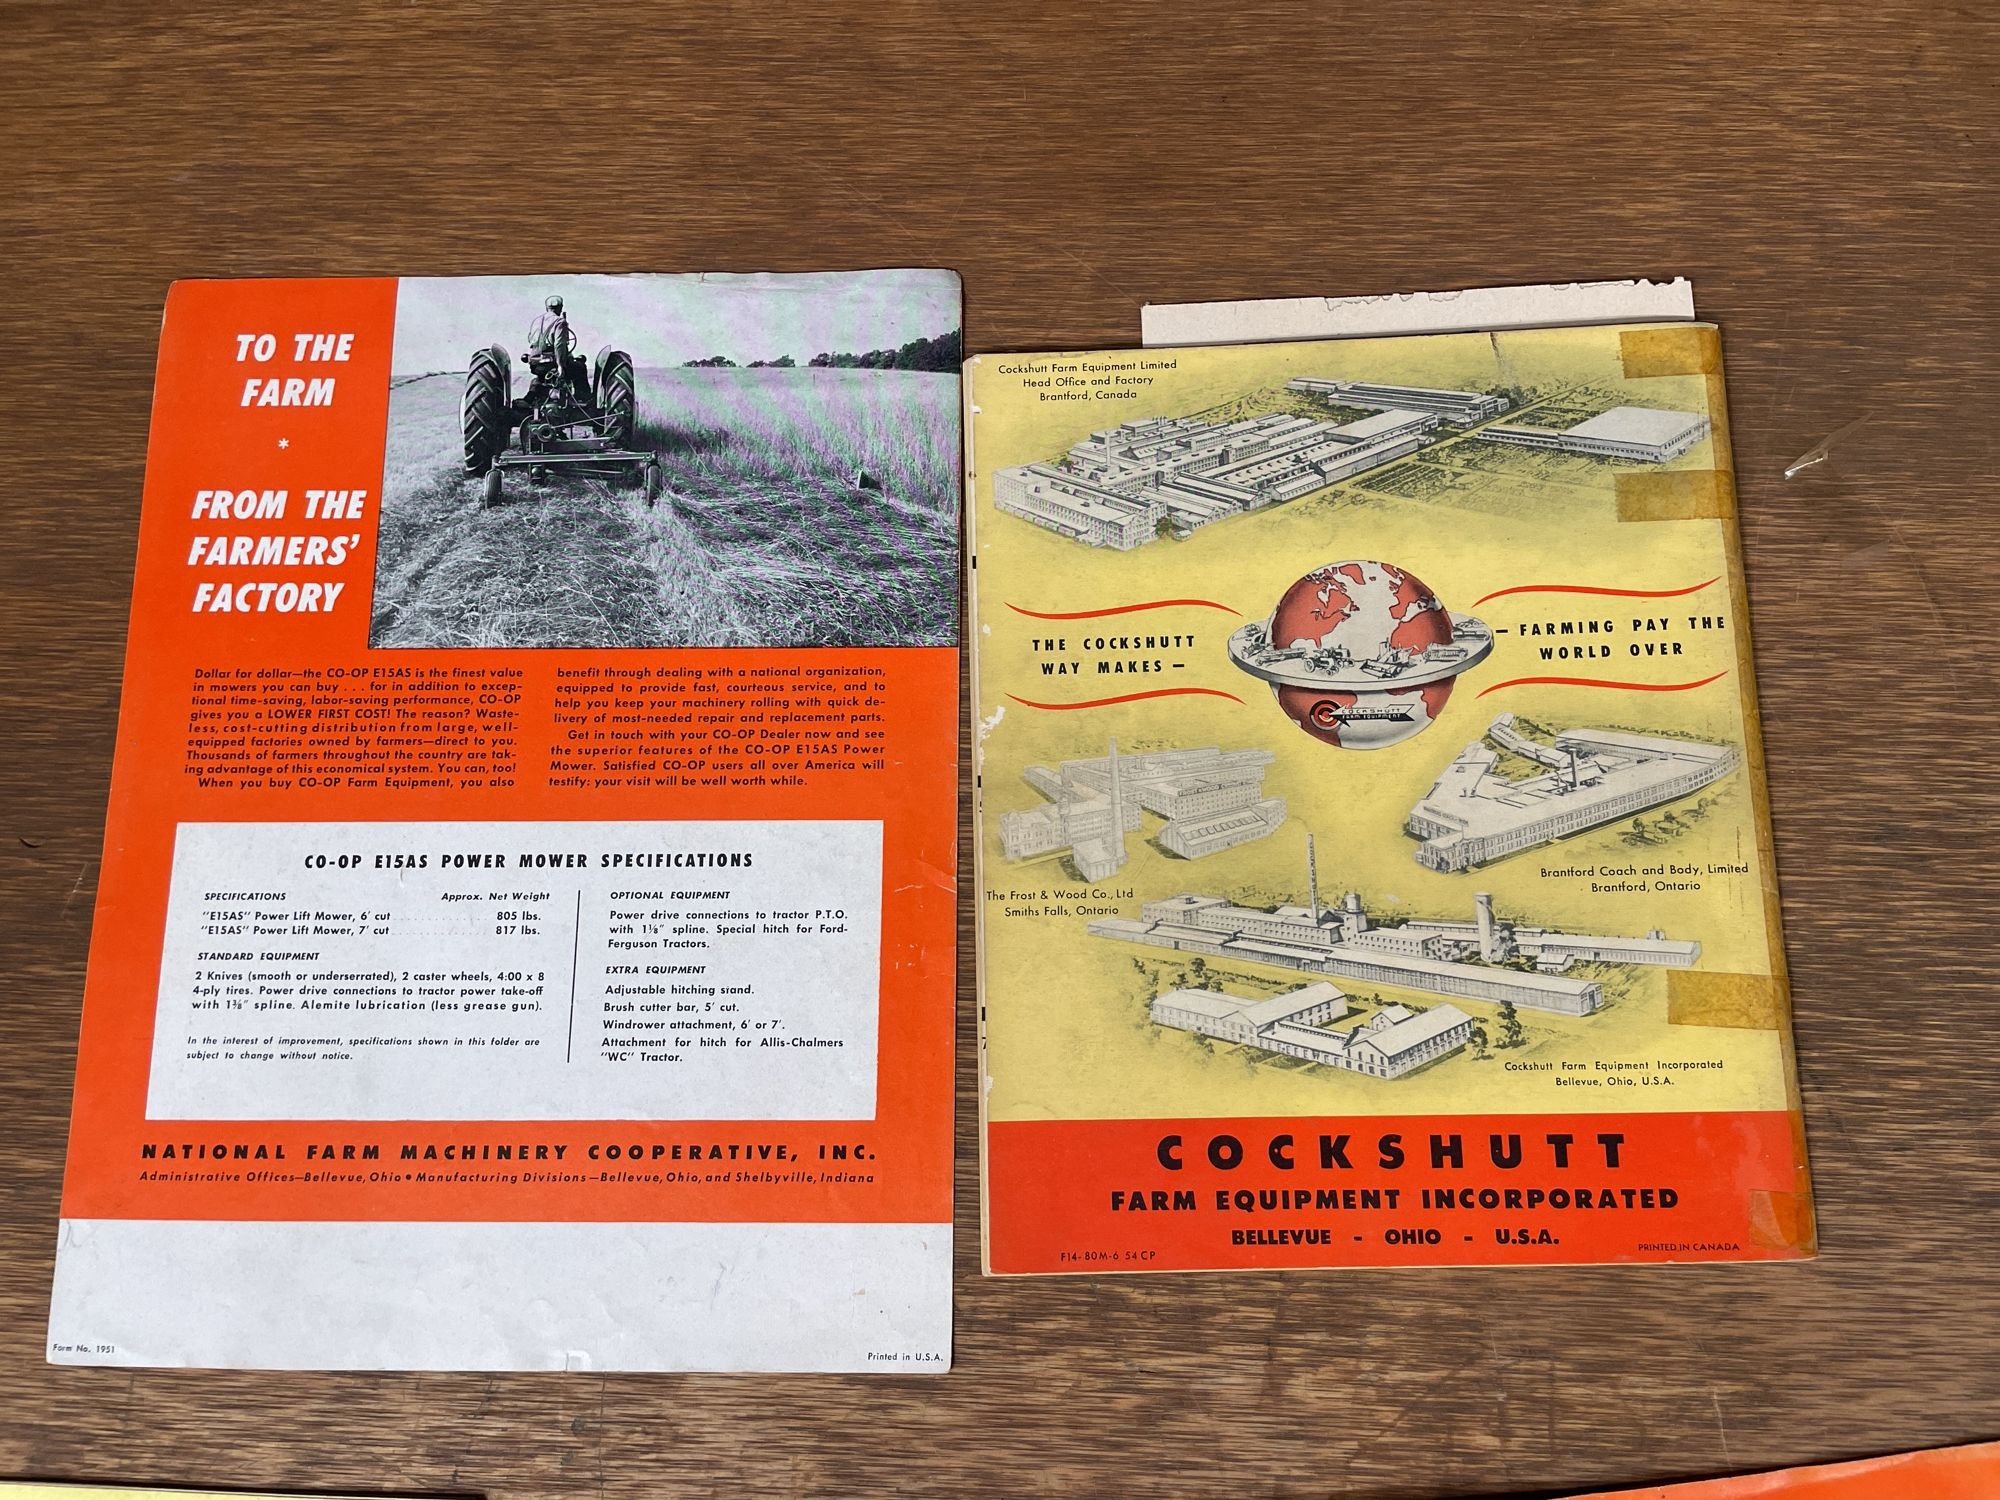 TO THE
FARM
*
FROM THE
FARMERS'
FACTORY
Dollar for dollar—the CO-OP E15AS is the finest value
in mowers you can buy . . . for in addition to excep-
tional time-saving, labor-saving performance, CO-OP
gives you a LOWER FIRST COST! The reason? Waste-
less, cost-cutting distribution from large, well-
equipped factories owned by farmers—direct to you.
Thousands of farmers throughout the country are tak-
ing advantage of this economical system. You can, too!
When you buy CO-OP Farm Equipment, you also
benefit through dealing with a national organization,
equipped to provide fast, courteous service, and to
help you keep your machinery rolling with quick de-
livery of most-needed repair and replacement parts.
Get in touch with your CO-OP Dealer now and see
the superior features of the CO-OP E15AS Power
Mower. Satisfied CO-OP users all over America will
testify: your visit will be well worth while.
CO-OP E15AS POWER MOWER SPECIFICATIONS
SPECIFICATIONS Approx. Net Weight
"E15AS" Power Lift Mower, 6' cut 805 lbs.
"E15AS" Power Lift Mower, 7' cut 817 lbs.
STANDARD EQUIPMENT
2 Knives (smooth or underserrated), 2 caster wheels, 4:00 x 8
4-ply tires. Power drive connections to tractor power take-off
with 1⅜" spline. Alemite lubrication (less grease gun).
In the interest of improvement, specifications shown in this folder are
subject to change without notice.
OPTIONAL EQUIPMENT
Power drive connections to tractor P.T.O.
with 1⅛" spline. Special hitch for Ford-
Ferguson Tractors.
EXTRA EQUIPMENT
Adjustable hitching stand.
Brush cutter bar, 5' cut.
Windrower attachment, 6' or 7'.
Attachment for hitch for Allis-Chalmers
"WC" Tractor.
NATIONAL FARM MACHINERY COOPERATIVE, INC.
Administrative Offices—Bellevue, Ohio • Manufacturing Divisions—Bellevue, Ohio, and Shelbyville, Indiana
Form No. 1951
Printed in U.S.A.
Cockshutt Farm Equipment Limited
Head Office and Factory
Brantford, Canada
THE COCKSHUTT
WAY MAKES —
— FARMING PAY THE
WORLD OVER
COCKSHUTT
FARM EQUIPMENT
The Frost & Wood Co., Ltd
Smiths Falls, Ontario
Brantford Coach and Body, Limited
Brantford, Ontario
Cockshutt Farm Equipment Incorporated
Bellevue, Ohio, U.S.A.
COCKSHUTT
FARM EQUIPMENT INCORPORATED
BELLEVUE - OHIO - U.S.A.
F14-80M-6 54 CP
PRINTED IN CANADA